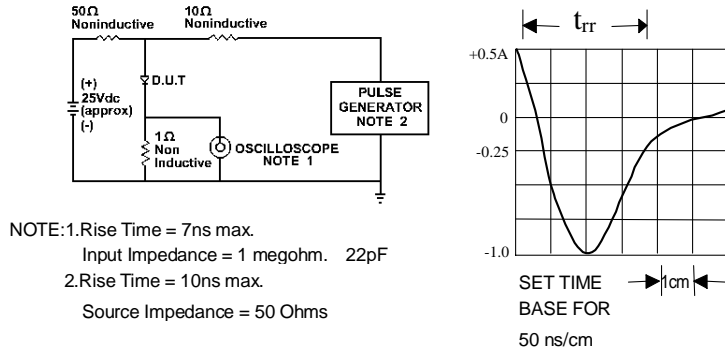 50Ω
Noninductive
10Ω
Noninductive
(+)
25Vdc
(approx)
(-)
D.U.T
PULSE
GENERATOR
NOTE 2
1Ω
Non
Inductive
OSCILLOSCOPE
NOTE 1
NOTE:1.Rise Time = 7ns max.
Input Impedance = 1 megohm. 22pF
2.Rise Time = 10ns max.
Source Impedance = 50 Ohms
trr
+0.5A
0
-0.25
-1.0
SET TIME
BASE FOR
50 ns/cm
1cm